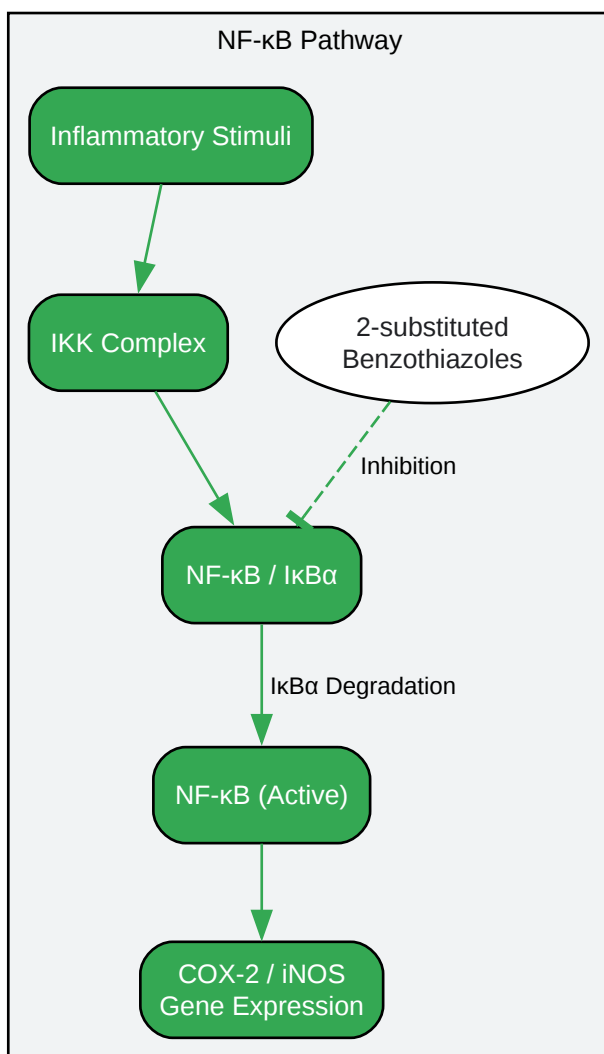 NF-κB Pathway
Inflammatory Stimuli
IKK Complex
2-substituted
Benzothiazoles
Inhibition
NF-κB / IκBα
IκBα Degradation
NF-κB (Active)
COX-2 / iNOS
Gene Expression